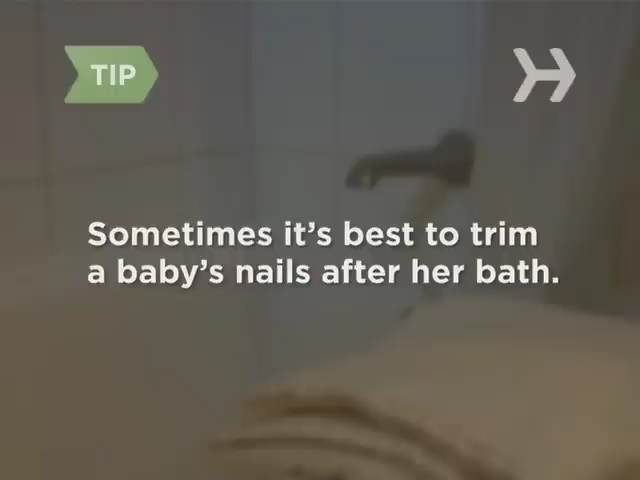 TIP
Sometimes it's best to trim
a baby's nails after her bath.